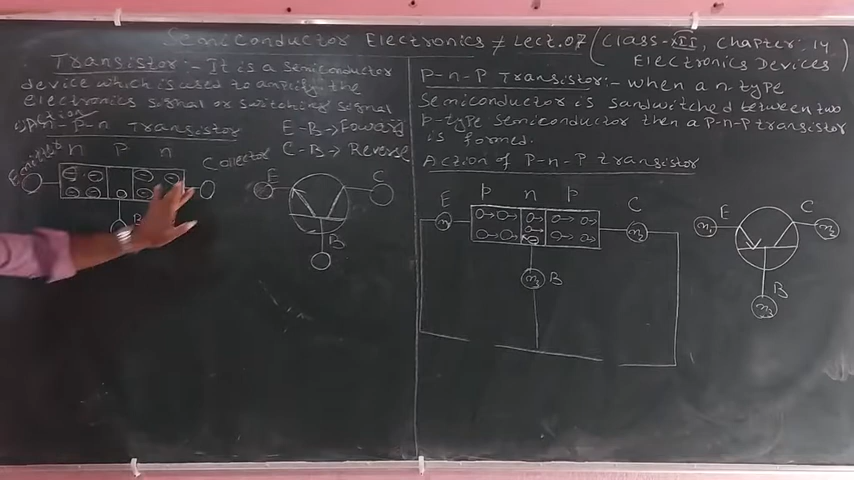 Semiconductor Electronics ≠ Lect.07 (Class-XII, Chapter: 14
Electronics Devices)
Transistor:- It is a semiconductor
device which is used to amplify the
electronics signal or switching signal
n-p-n Transistor
E-B→Foward
C-B→Reverse
n P n
Emitter
Collector
B
E C
B
P-n-P Transistor:- when a n type
Semiconductor is sandwitched between two
p-type semiconductor then a P-n-P transistor
is formed.
Action of P-n-P transistor
P n P
E C
B
E C
B